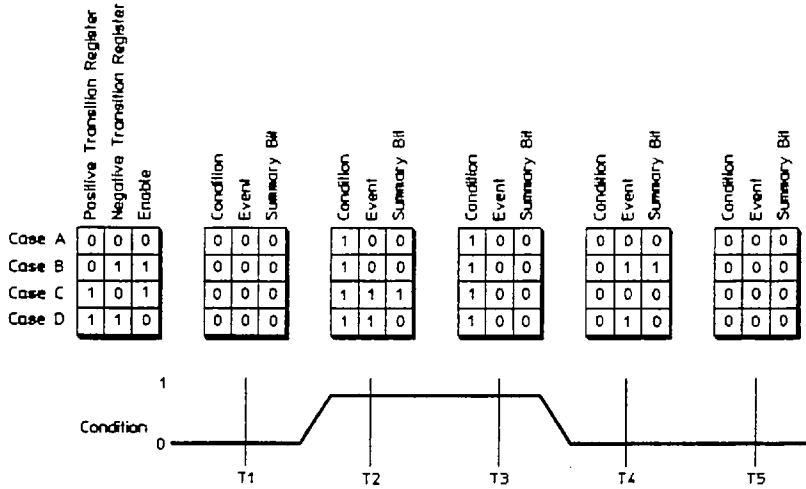 Positive Transition Register
Negative Transition Register
Enable
Condition
Event
Summary Bit
Condition
Event
Summary Bit
Condition
Event
Summary Bit
Condition
Event
Summary Bit
Condition
Event
Summary Bit
Case A 0 0 0 0 0 0 1 0 0 1 0 0 0 0 0 0 0 0
Case B 0 1 1 0 0 0 1 0 0 1 0 0 0 1 1 0 0 0
Case C 1 0 1 0 0 0 1 1 1 1 0 0 0 0 0 0 0 0
Case D 1 1 0 0 0 0 1 1 0 1 0 0 0 1 0 0 0 0
1
Condition
0
T1 T2 T3 T4 T5